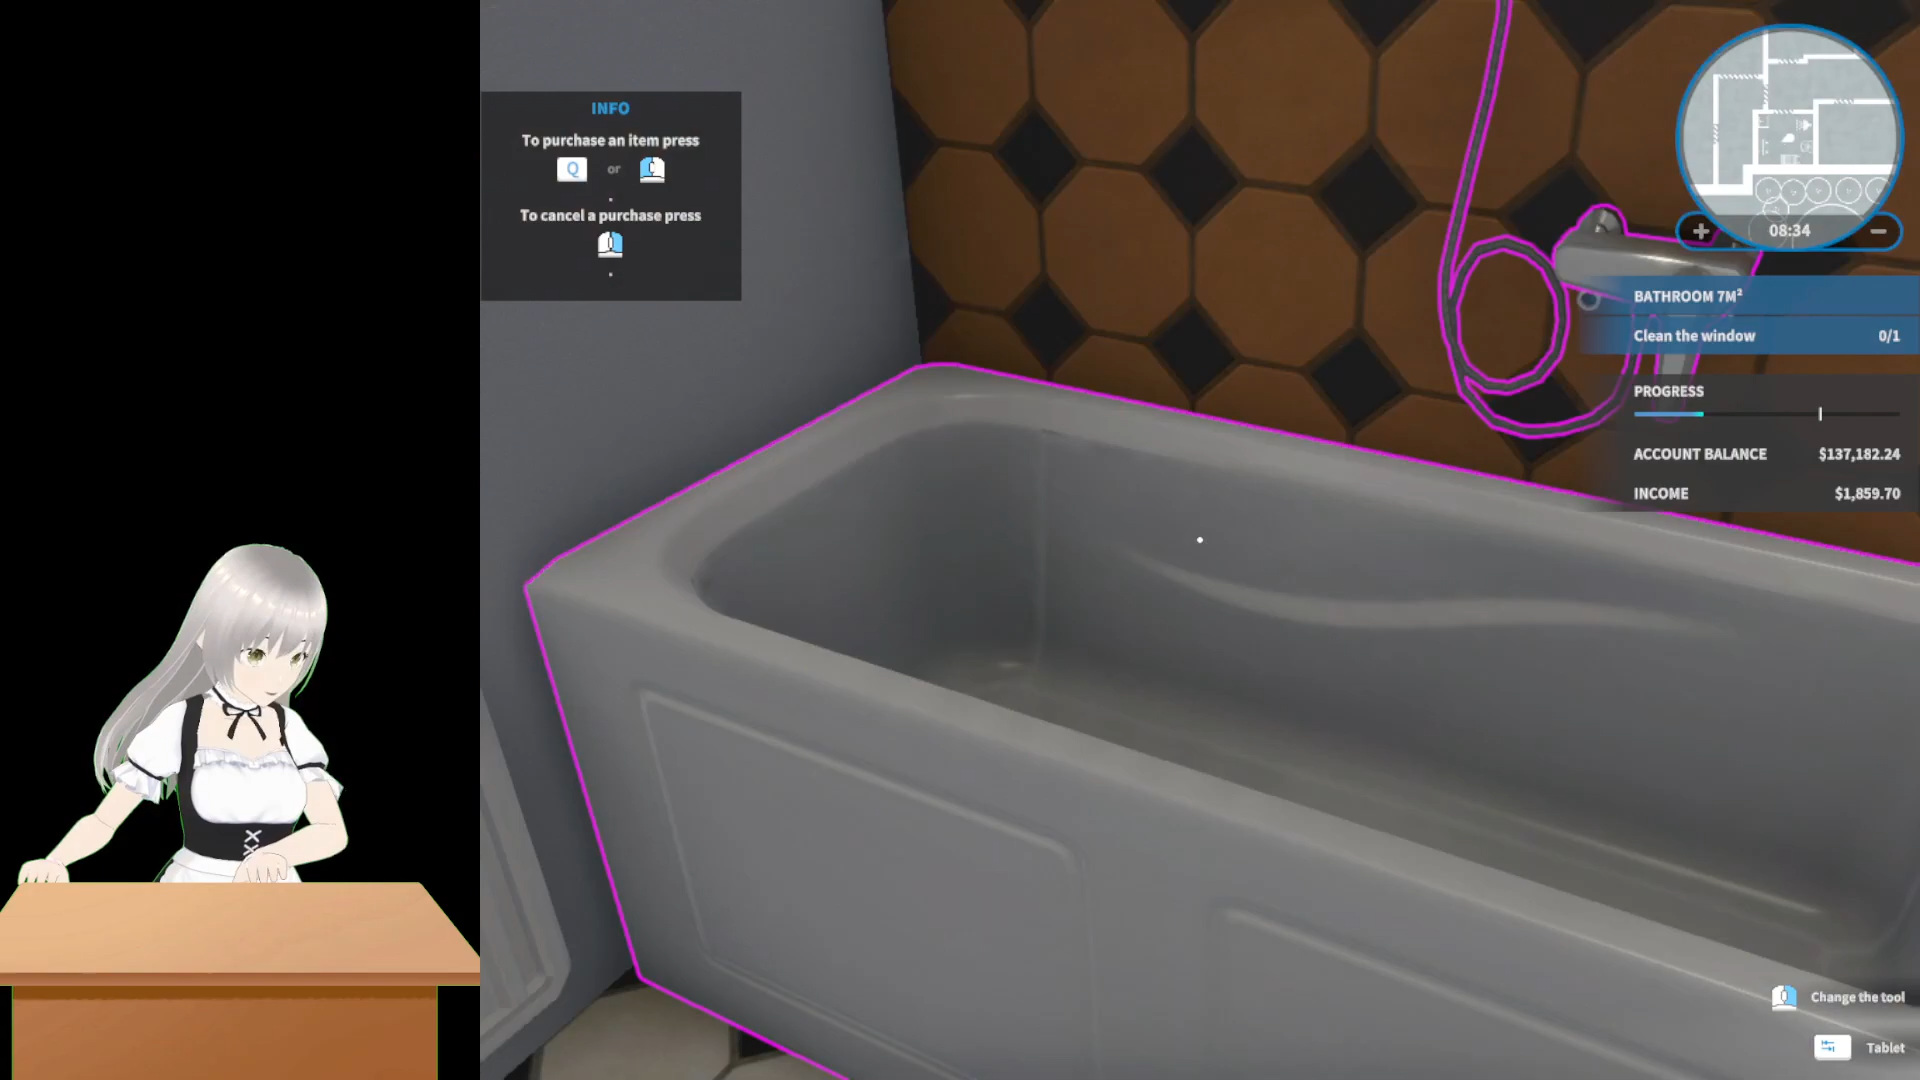 INFO
To purchase an item press
Q or
.
To cancel a purchase press
.
08:34
BATHROOM 7M²
Clean the window 0/1
PROGRESS
ACCOUNT BALANCE $137,182.24
INCOME $1,859.70
Change the tool
Tablet